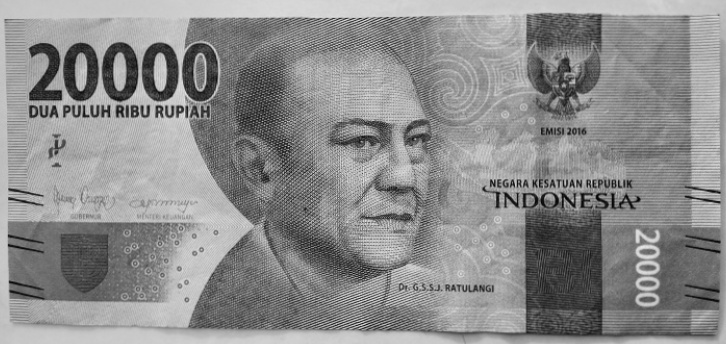 20000
DUA PULUH RIBU RUPIAH
EMISI 2016
NEGARA KESATUAN REPUBLIK
INDONESIA
GUBERNUR
MENTERI KEUANGAN
Dr. G.S.S.J. RATULANGI
20000